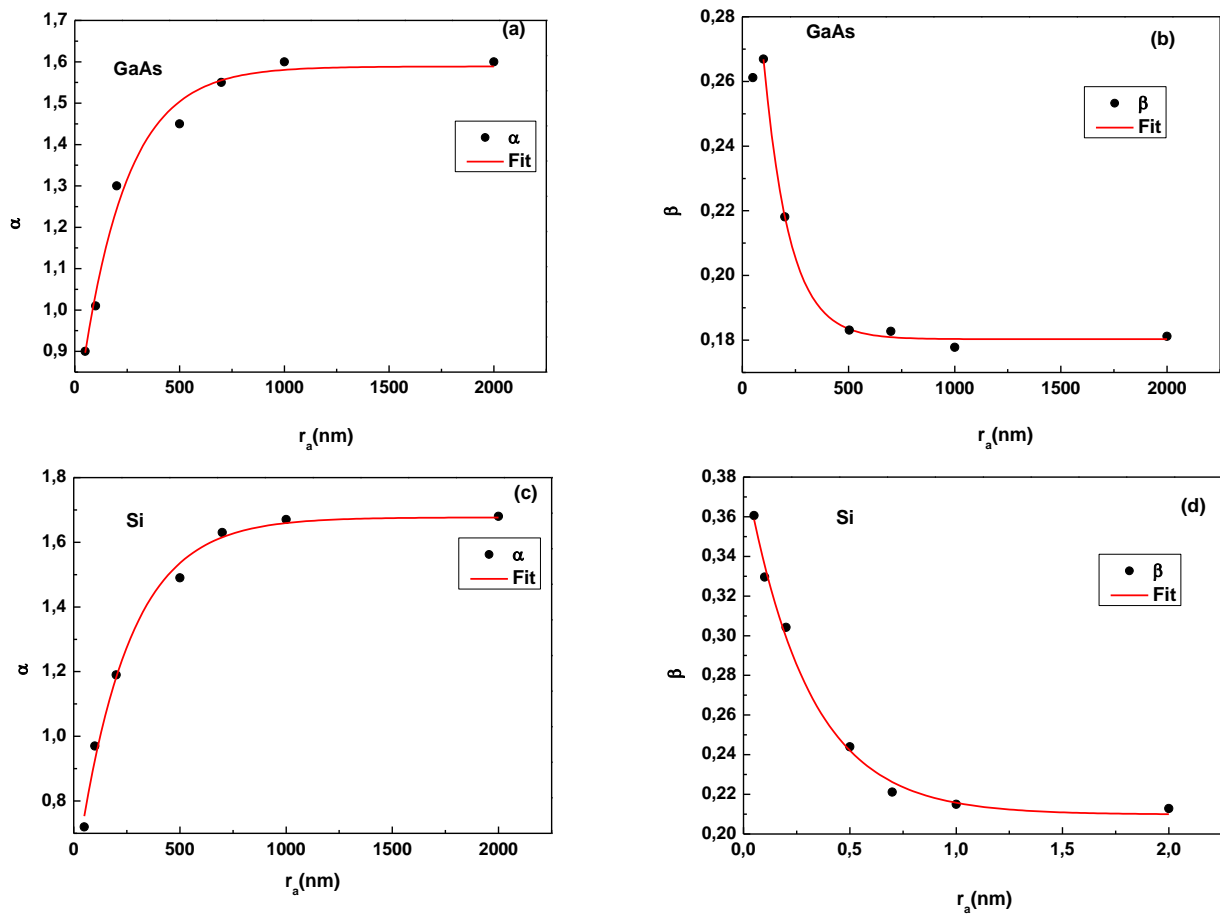 (a)
GaAs
1,7
1,6
1,5
1,4
1,3
1,2
1,1
1,0
0,9
α
α
Fit
0 500 1000 1500 2000
r_a(nm)
(b)
GaAs
0,28
0,26
0,24
0,22
0,20
0,18
β
β
Fit
0 500 1000 1500 2000
r_a(nm)
(c)
Si
1,8
1,6
1,4
1,2
1,0
0,8
α
α
Fit
0 500 1000 1500 2000
r_a(nm)
(d)
Si
0,38
0,36
0,34
0,32
0,30
0,28
0,26
0,24
0,22
0,20
β
β
Fit
0,0 0,5 1,0 1,5 2,0
r_a(nm)